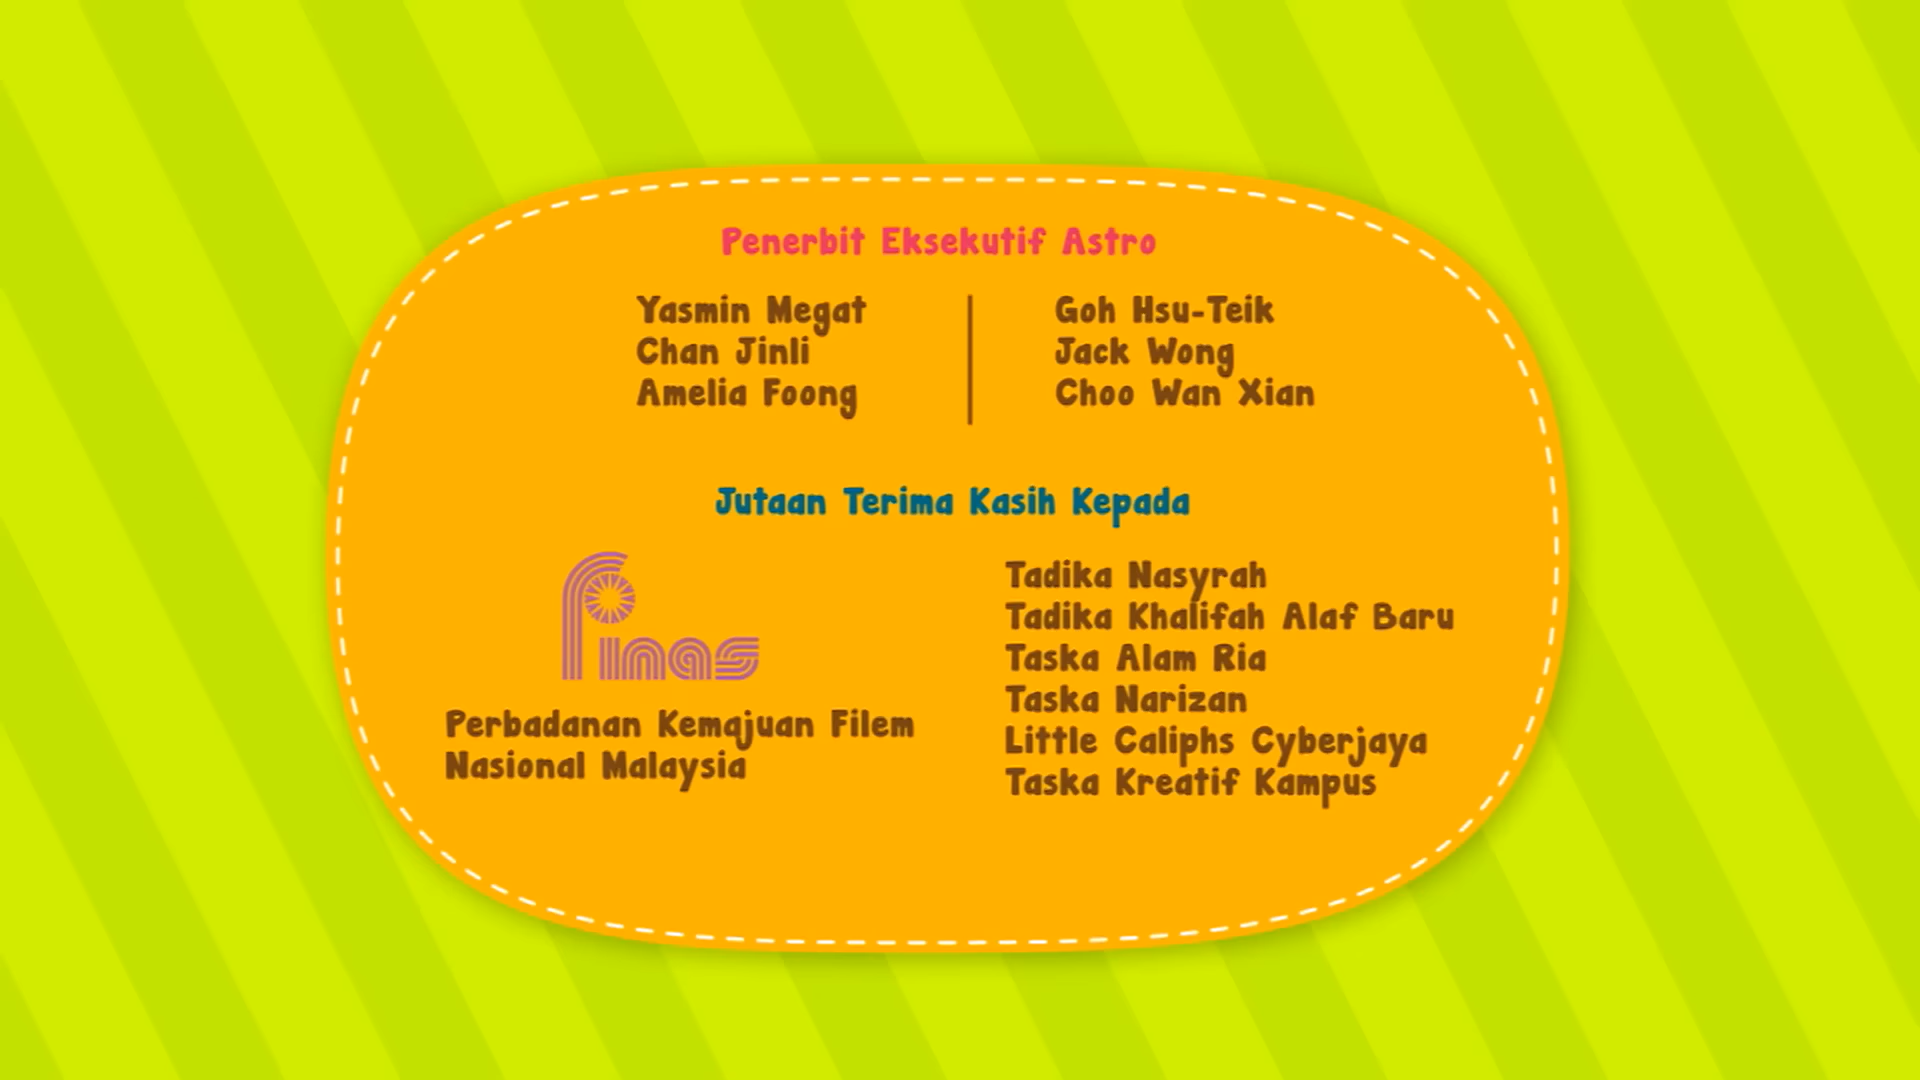 Penerbit Eksekutif Astro
Yasmin Megat
Chan Jinli
Amelia Foong
Goh Hsu-Teik
Jack Wong
Choo Wan Xian
Jutaan Terima Kasih Kepada
Finas
Perbadanan Kemajuan Filem
Nasional Malaysia
Tadika Nasyrah
Tadika Khalifah Alaf Baru
Taska Alam Ria
Taska Narizan
Little Caliphs Cyberjaya
Taska Kreatif Kampus